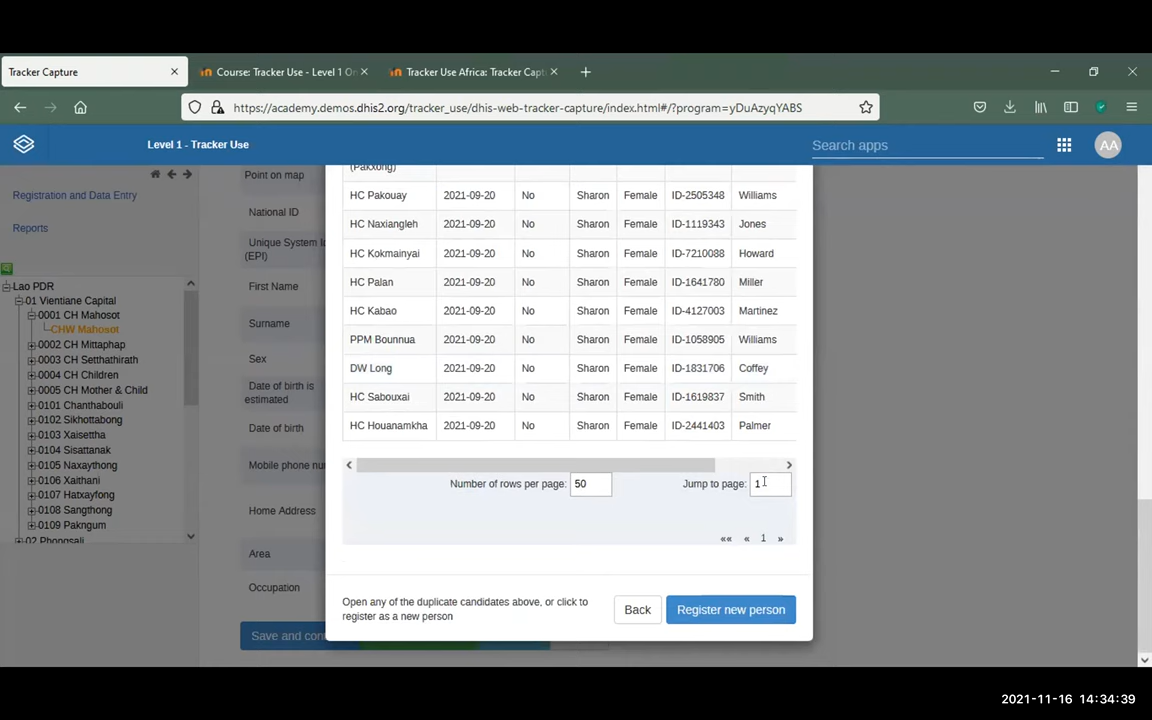 Tracker Capture
Course: Tracker Use - Level 1 On
Tracker Use Africa: Tracker Capt
https://academy.demos.dhis2.org/tracker_use/dhis-web-tracker-capture/index.html#/?program=yDuAzyqYABS
Level 1 - Tracker Use
Search apps
AA
Registration and Data Entry
Reports
Lao PDR
01 Vientiane Capital
0001 CH Mahosot
CHW Mahosot
0002 CH Mittaphap
0003 CH Setthathirath
0004 CH Children
0005 CH Mother & Child
0101 Chanthabouli
0102 Sikhottabong
0103 Xaisettha
0104 Sisattanak
0105 Naxaythong
0106 Xaithani
0107 Hatxayfong
0108 Sangthong
0109 Pakngum
02 Phongsali
Point on map
National ID
Unique System Id
(EPI)
First Name
Surname
Sex
Date of birth is
estimated
Date of birth
Mobile phone nu
Home Address
Area
Occupation
Save and con
(Pakxong)
HC Pakouay 2021-09-20 No Sharon Female ID-2505348 Williams
HC Naxiangleh 2021-09-20 No Sharon Female ID-1119343 Jones
HC Kokmainyai 2021-09-20 No Sharon Female ID-7210088 Howard
HC Palan 2021-09-20 No Sharon Female ID-1641780 Miller
HC Kabao 2021-09-20 No Sharon Female ID-4127003 Martinez
PPM Bounnua 2021-09-20 No Sharon Female ID-1058905 Williams
DW Long 2021-09-20 No Sharon Female ID-1831706 Coffey
HC Sabouxai 2021-09-20 No Sharon Female ID-1619837 Smith
HC Houanamkha 2021-09-20 No Sharon Female ID-2441403 Palmer
Number of rows per page: 50 Jump to page: 1
«« « 1 »
Open any of the duplicate candidates above, or click to
register as a new person
Back
Register new person
2021-11-16 14:34:39